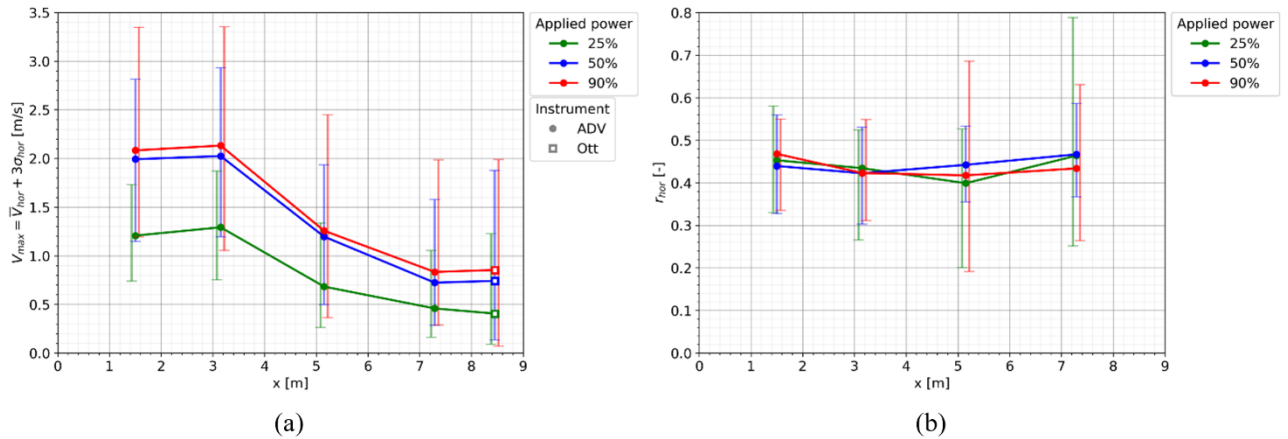 3.5
3.0
2.5
2.0
1.5
1.0
0.5
0.0
V_max = V̅_hor + 3σ_hor [m/s]
0 1 2 3 4 5 6 7 8 9
x [m]
Applied power
25%
50%
90%
Instrument
ADV
Ott
(a)
0.8
0.7
0.6
0.5
0.4
0.3
0.2
0.1
0.0
r_hor [-]
0 1 2 3 4 5 6 7 8 9
x [m]
Applied power
25%
50%
90%
(b)